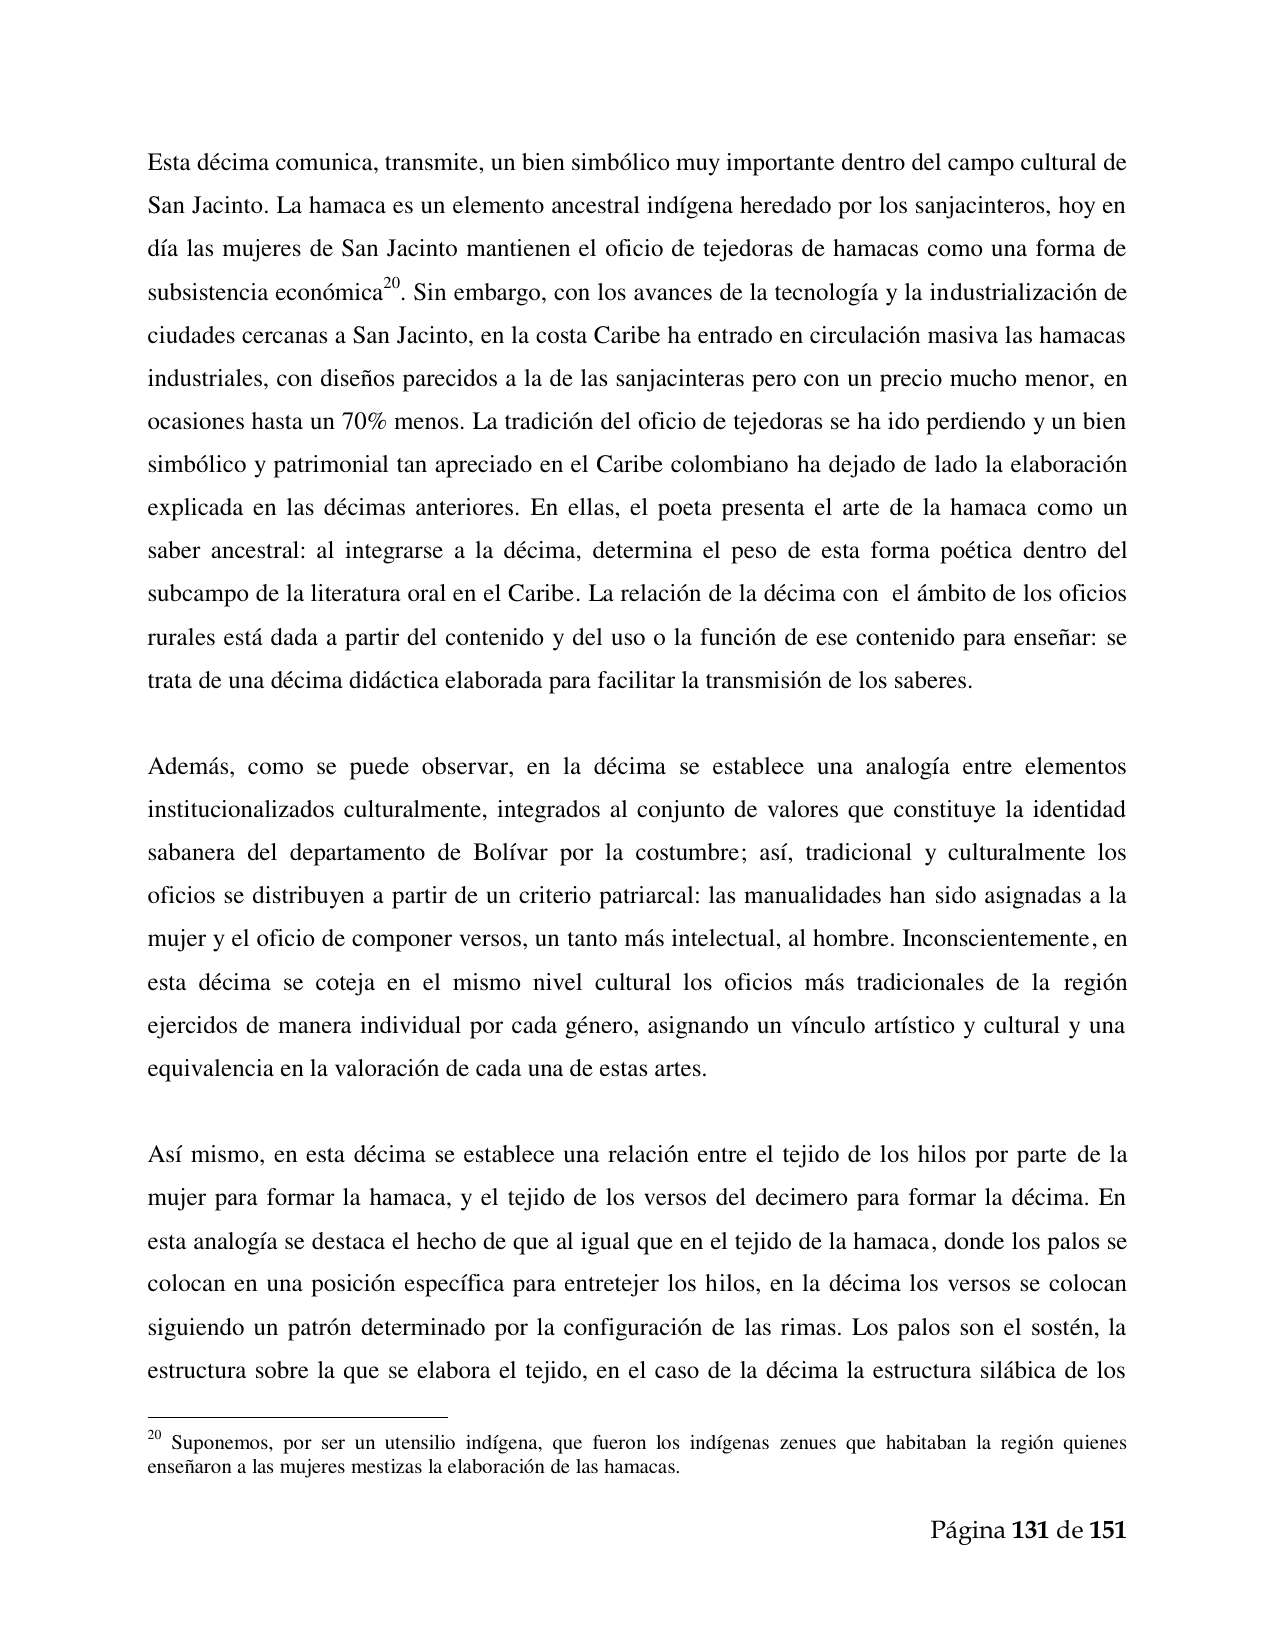 Esta décima comunica, transmite, un bien simbólico muy importante dentro del campo cultural de
San Jacinto. La hamaca es un elemento ancestral indígena heredado por los sanjacinteros, hoy en
día las mujeres de San Jacinto mantienen el oficio de tejedoras de hamacas como una forma de
subsistencia económica20. Sin embargo, con los avances de la tecnología y la industrialización de
ciudades cercanas a San Jacinto, en la costa Caribe ha entrado en circulación masiva las hamacas
industriales, con diseños parecidos a la de las sanjacinteras pero con un precio mucho menor, en
ocasiones hasta un 70% menos. La tradición del oficio de tejedoras se ha ido perdiendo y un bien
simbólico y patrimonial tan apreciado en el Caribe colombiano ha dejado de lado la elaboración
explicada en las décimas anteriores. En ellas, el poeta presenta el arte de la hamaca como un
saber ancestral: al integrarse a la décima, determina el peso de esta forma poética dentro del
subcampo de la literatura oral en el Caribe. La relación de la décima con el ámbito de los oficios
rurales está dada a partir del contenido y del uso o la función de ese contenido para enseñar: se
trata de una décima didáctica elaborada para facilitar la transmisión de los saberes.
Además, como se puede observar, en la décima se establece una analogía entre elementos
institucionalizados culturalmente, integrados al conjunto de valores que constituye la identidad
sabanera del departamento de Bolívar por la costumbre; así, tradicional y culturalmente los
oficios se distribuyen a partir de un criterio patriarcal: las manualidades han sido asignadas a la
mujer y el oficio de componer versos, un tanto más intelectual, al hombre. Inconscientemente, en
esta décima se coteja en el mismo nivel cultural los oficios más tradicionales de la región
ejercidos de manera individual por cada género, asignando un vínculo artístico y cultural y una
equivalencia en la valoración de cada una de estas artes.
Así mismo, en esta décima se establece una relación entre el tejido de los hilos por parte de la
mujer para formar la hamaca, y el tejido de los versos del decimero para formar la décima. En
esta analogía se destaca el hecho de que al igual que en el tejido de la hamaca, donde los palos se
colocan en una posición específica para entretejer los hilos, en la décima los versos se colocan
siguiendo un patrón determinado por la configuración de las rimas. Los palos son el sostén, la
estructura sobre la que se elabora el tejido, en el caso de la décima la estructura silábica de los
20 Suponemos, por ser un utensilio indígena, que fueron los indígenas zenues que habitaban la región quienes
enseñaron a las mujeres mestizas la elaboración de las hamacas.
Página 131 de 151